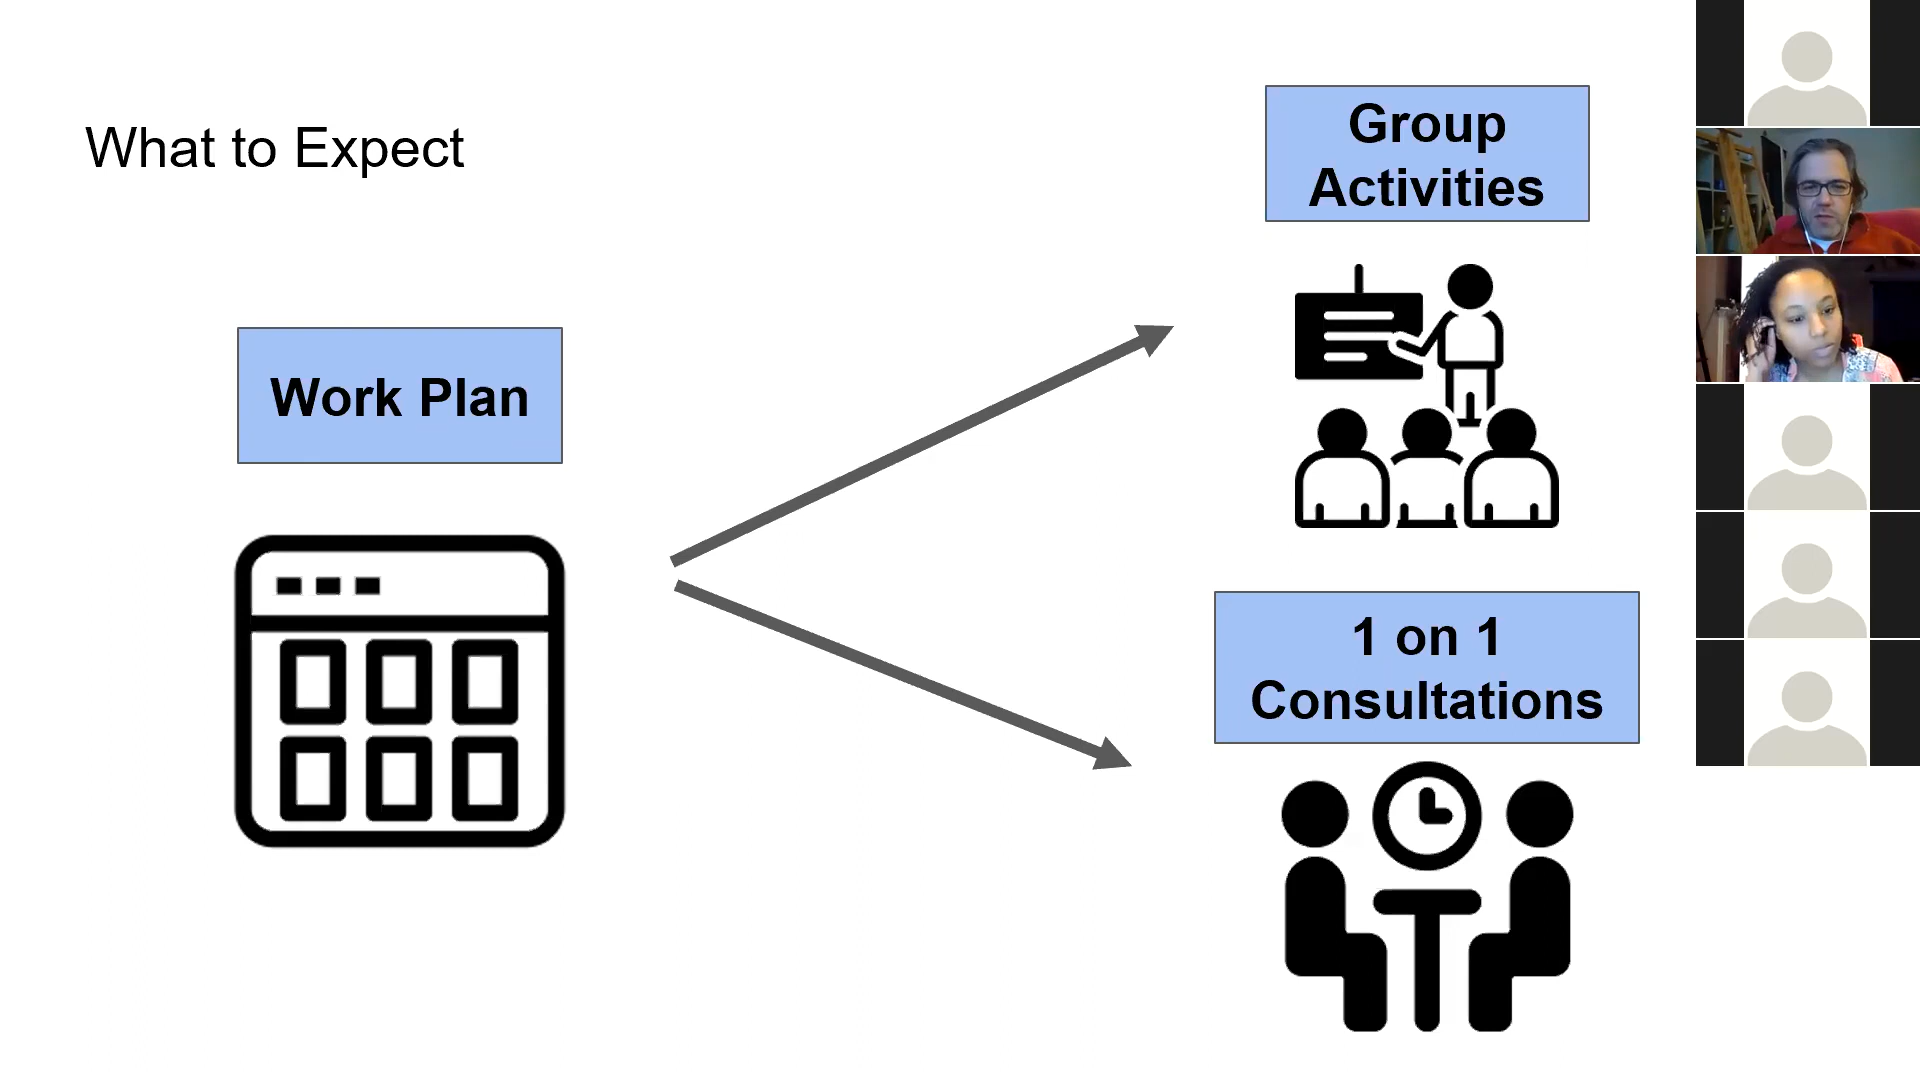 What to Expect
Work Plan
Group
Activities
1 on 1
Consultations